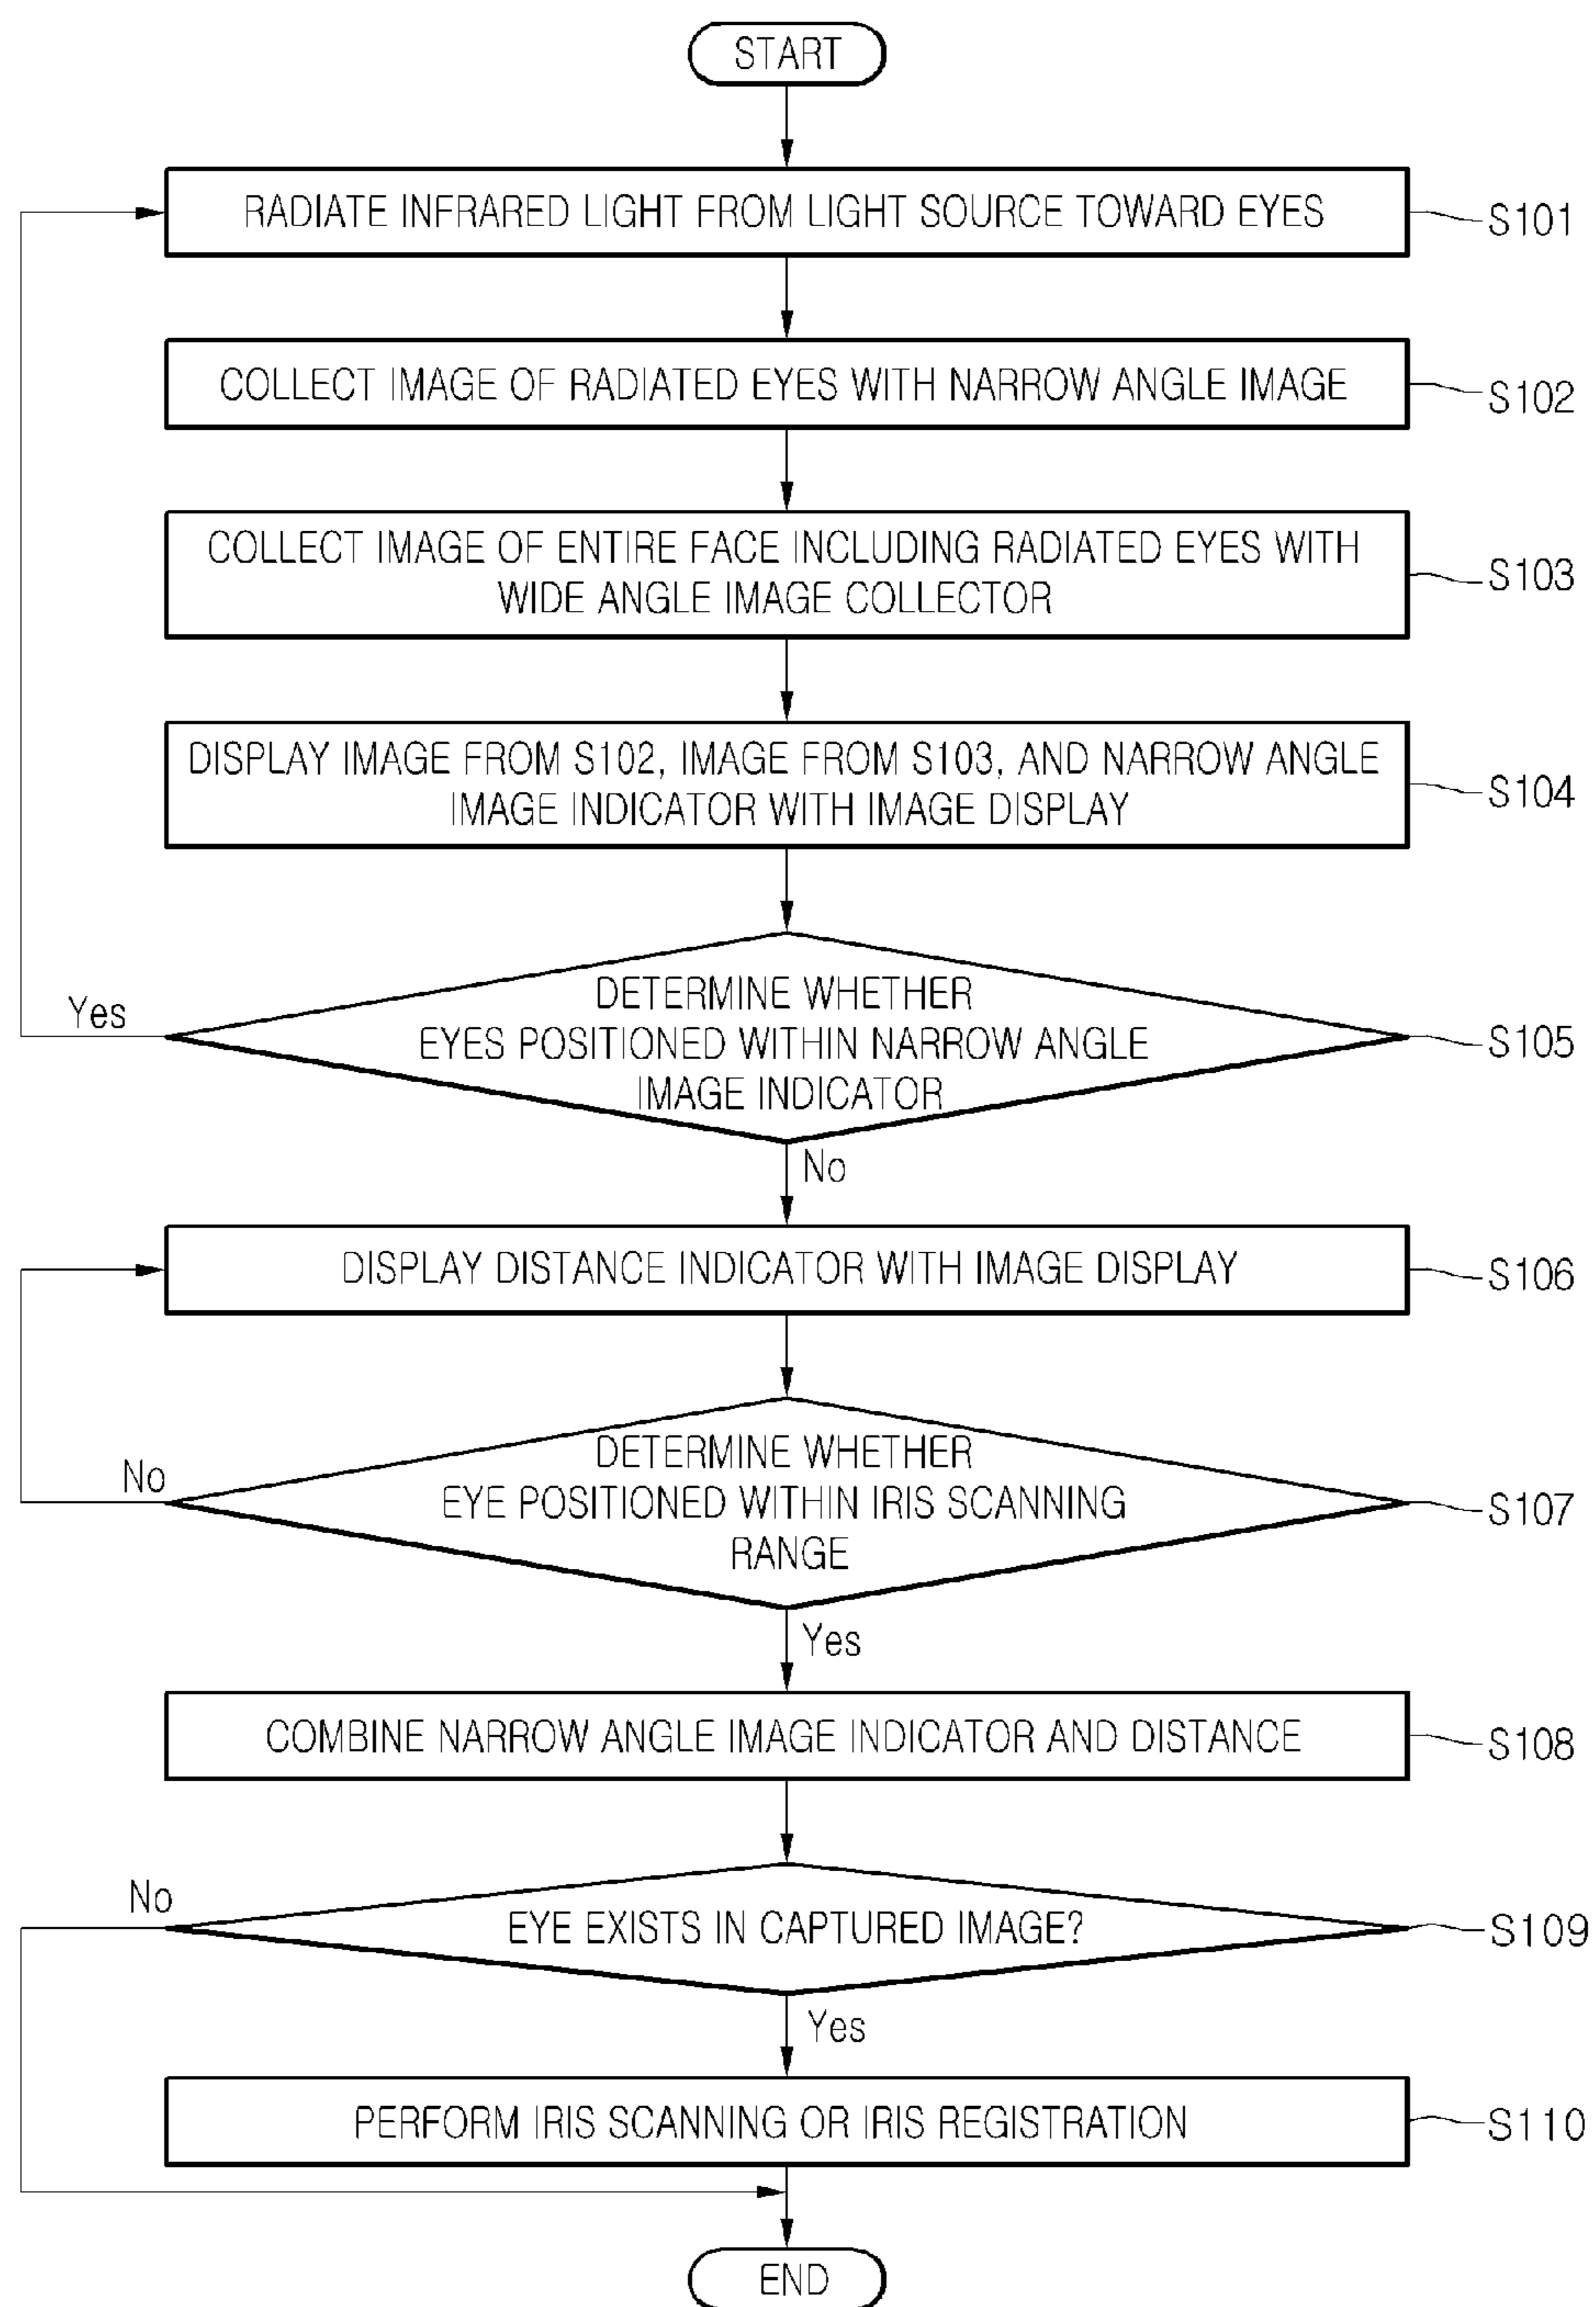 START
RADIATE INFRARED LIGHT FROM LIGHT SOURCE TOWARD EYES
S101
COLLECT IMAGE OF RADIATED EYES WITH NARROW ANGLE IMAGE
S102
COLLECT IMAGE OF ENTIRE FACE INCLUDING RADIATED EYES WITH
WIDE ANGLE IMAGE COLLECTOR
S103
DISPLAY IMAGE FROM S102, IMAGE FROM S103, AND NARROW ANGLE
IMAGE INDICATOR WITH IMAGE DISPLAY
S104
Yes
DETERMINE WHETHER
EYES POSITIONED WITHIN NARROW ANGLE
IMAGE INDICATOR
S105
No
DISPLAY DISTANCE INDICATOR WITH IMAGE DISPLAY
S106
No
DETERMINE WHETHER
EYE POSITIONED WITHIN IRIS SCANNING
RANGE
S107
Yes
COMBINE NARROW ANGLE IMAGE INDICATOR AND DISTANCE
S108
No
EYE EXISTS IN CAPTURED IMAGE?
S109
Yes
PERFORM IRIS SCANNING OR IRIS REGISTRATION
S110
END